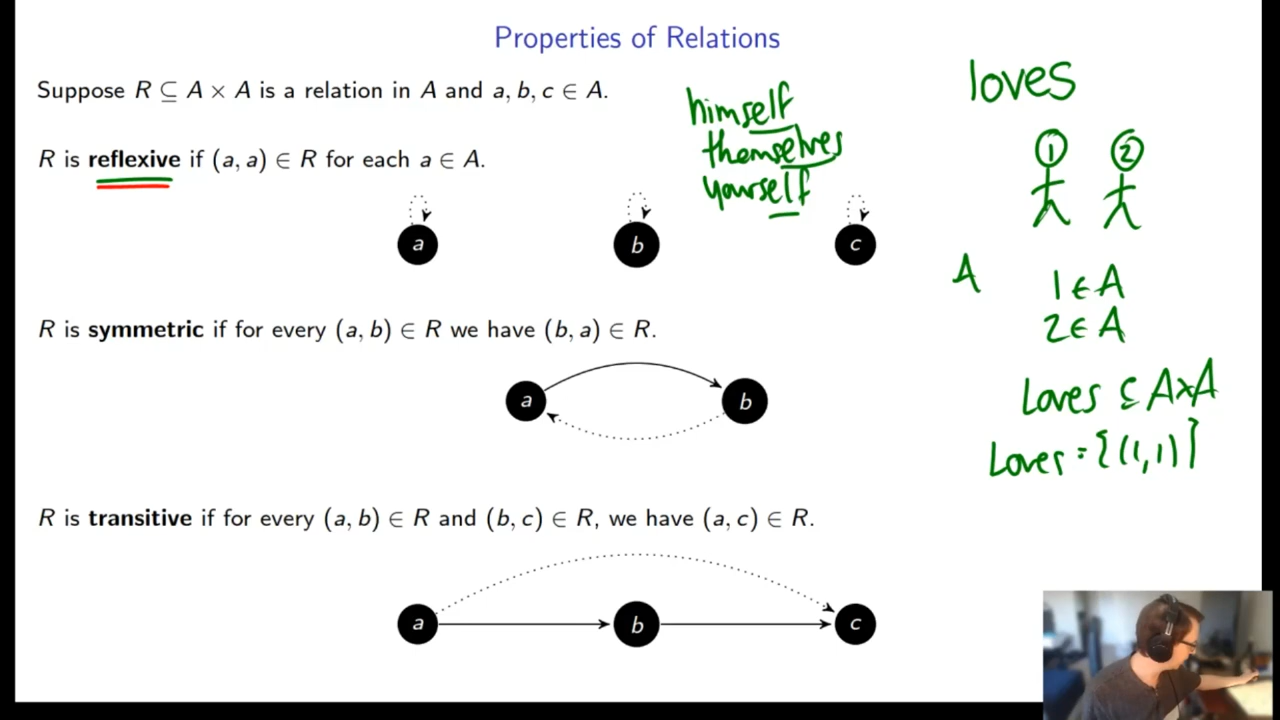 Properties of Relations
Suppose R ⊆ A × A is a relation in A and a, b, c ∈ A.
R is reflexive if (a, a) ∈ R for each a ∈ A.
a
b
c
R is symmetric if for every (a, b) ∈ R we have (b, a) ∈ R.
a
b
R is transitive if for every (a, b) ∈ R and (b, c) ∈ R, we have (a, c) ∈ R.
a
b
c
himself
themselves
yourself
loves
1
2
A
1 ∈ A
2 ∈ A
Loves ⊆ A×A
Loves = {(1,1)}